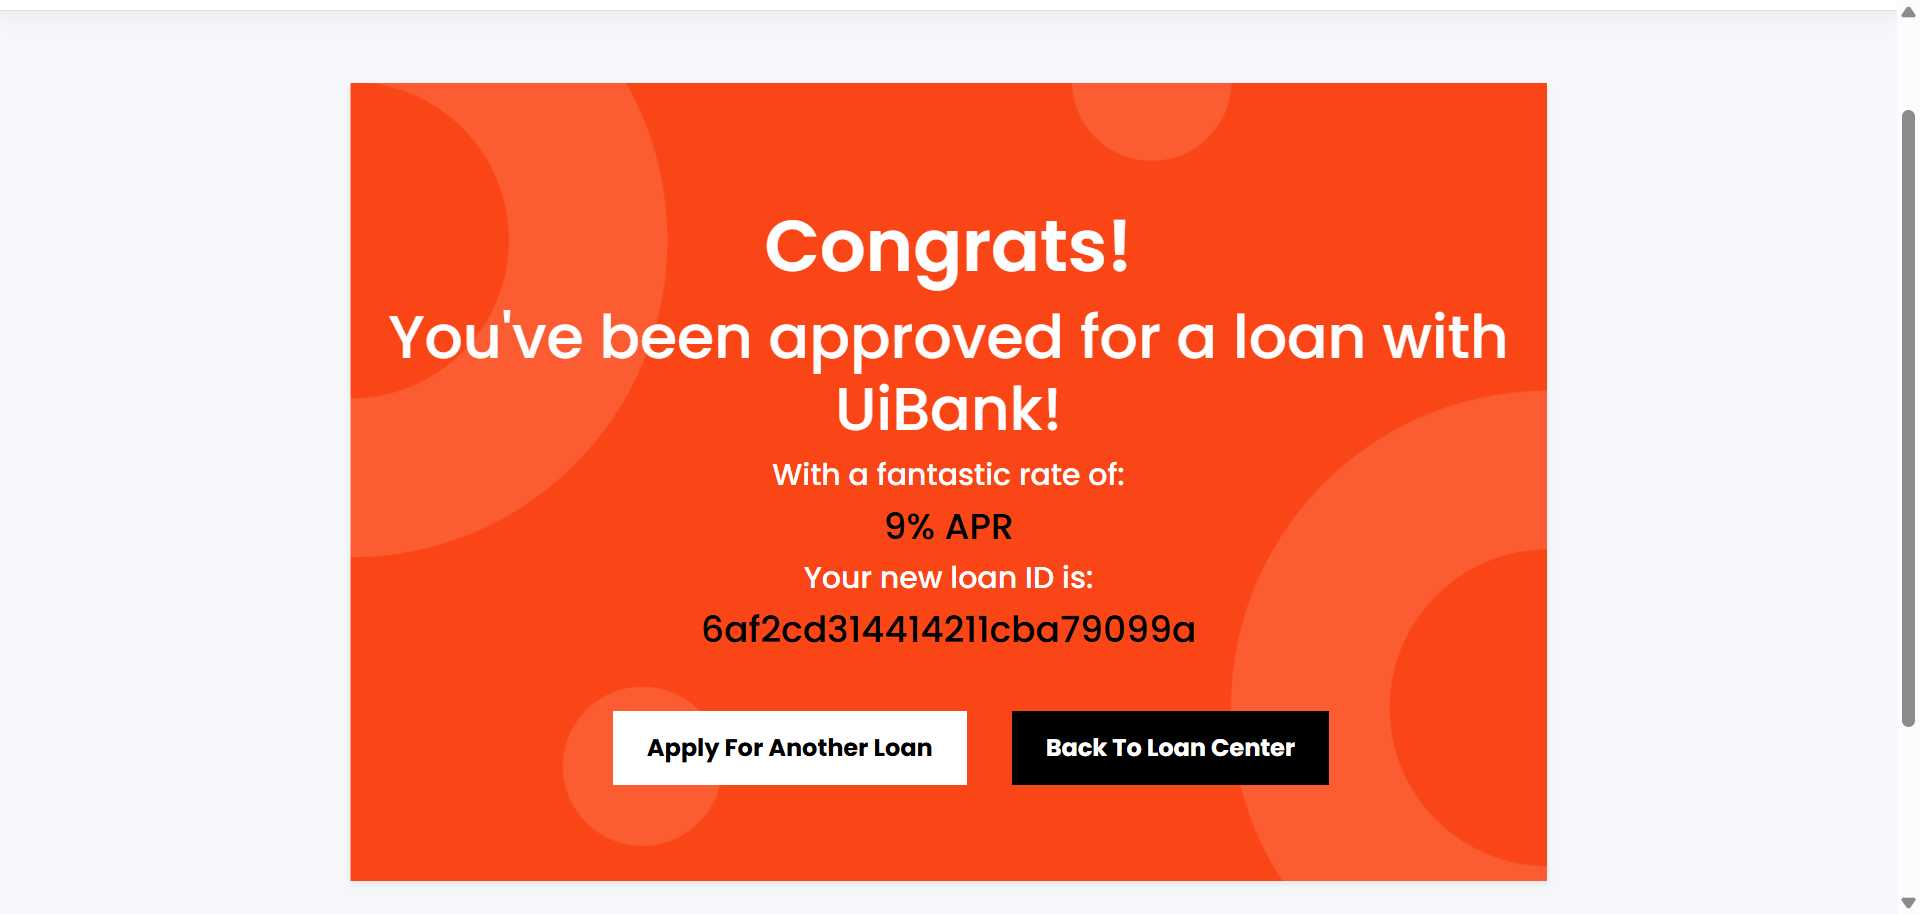 Congrats!
You've been approved for a loan with
UiBank!
With a fantastic rate of:
9% APR
Your new loan ID is:
6af2cd314414211cba79099a
Apply For Another Loan
Back To Loan Center